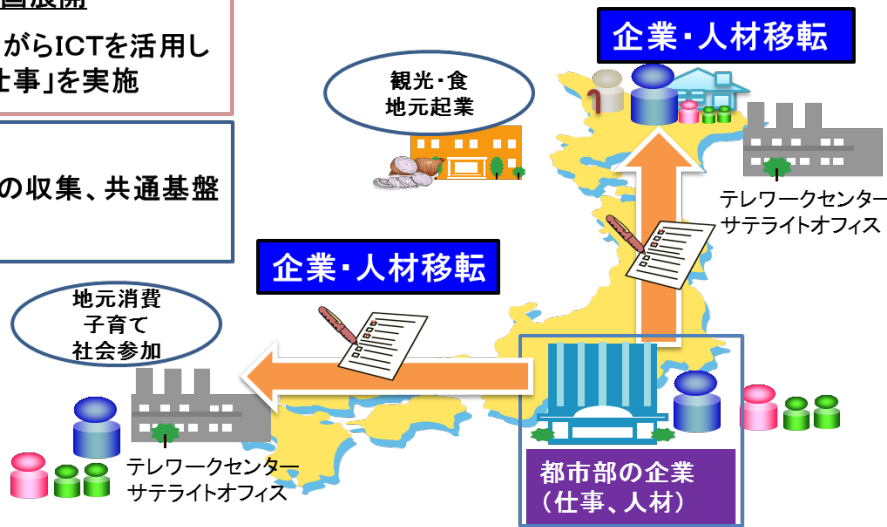 がらICTを活用し
仕事」を実施
の収集、共通基盤
企業・人材移転
観光・食
地元起業
テレワークセンター
サテライトオフィス
企業・人材移転
地元消費
子育て
社会参加
テレワークセンター
サテライトオフィス
都市部の企業
（仕事、人材）